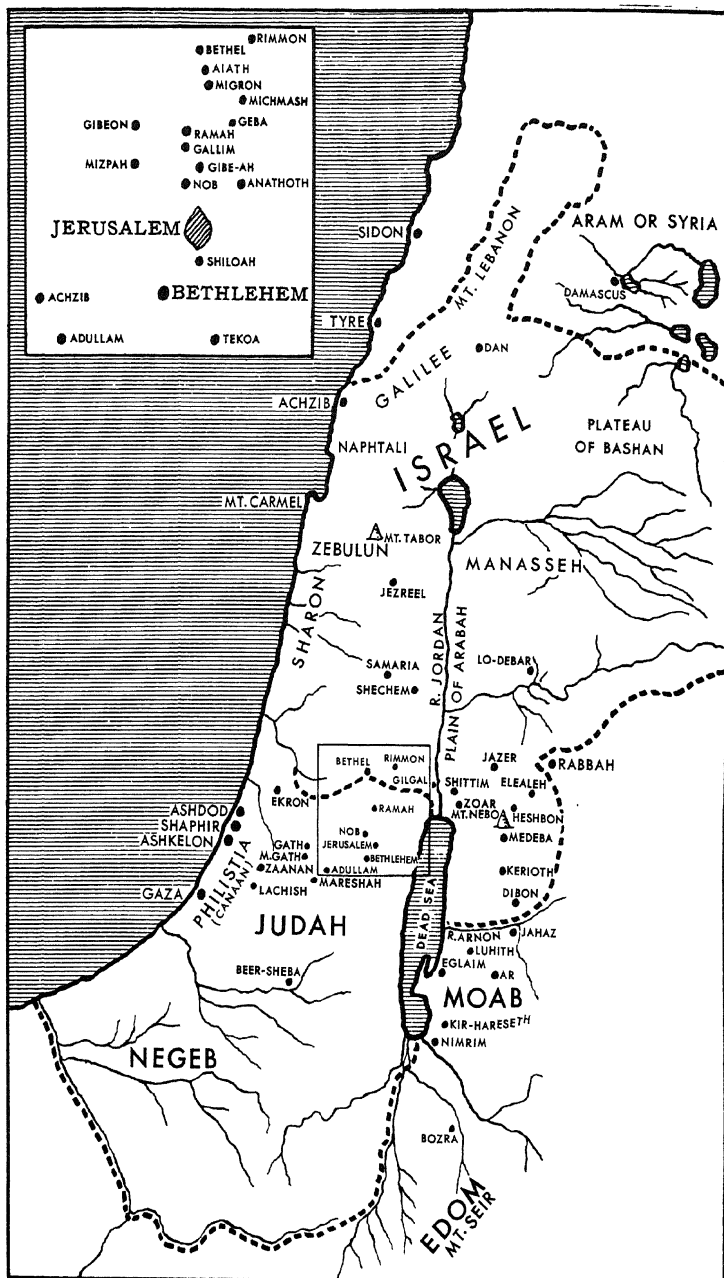 RIMMON
BETHEL
AIATH
MIGRON
MICHMASH
GIBEON
GEBA
RAMAH
GALLIM
MIZPAH
GIBE-AH
NOB
ANATHOTH
JERUSALEM
SHILOAH
ACHZIB
BETHLEHEM
ADULLAM
TEKOA
SIDON
MT. LEBANON
ARAM OR SYRIA
DAMASCUS
TYRE
DAN
GALILEE
ACHZIB
NAPHTALI
ISRAEL
PLATEAU
OF BASHAN
MT. CARMEL
MT. TABOR
ZEBULUN
MANASSEH
JEZREEL
SHARON
R. JORDAN
PLAIN OF ARABAH
SAMARIA
SHECHEM
LO-DEBAR
BETHEL
RIMMON
GILGAL
JAZER
RABBAH
SHITTIM
ELEALEH
EKRON
RAMAH
ZOAR
MT. NEBO
HESHBON
ASHDOD
SHAPHIR
ASHKELON
NOB
JERUSALEM
MEDEBA
GATH
M.GATH
BETHLEHEM
ZAANAN
ADULLAM
KERIOTH
MARESHAH
LACHISH
GAZA
PHILISTIA
(CANAAN)
DIBON
JUDAH
DEAD SEA
R. ARNON
JAHAZ
LUHITH
EGLAIM
AR
BEER-SHEBA
MOAB
KIR-HARESETH
NIMRIM
NEGEB
BOZRA
EDOM
MT. SEIR